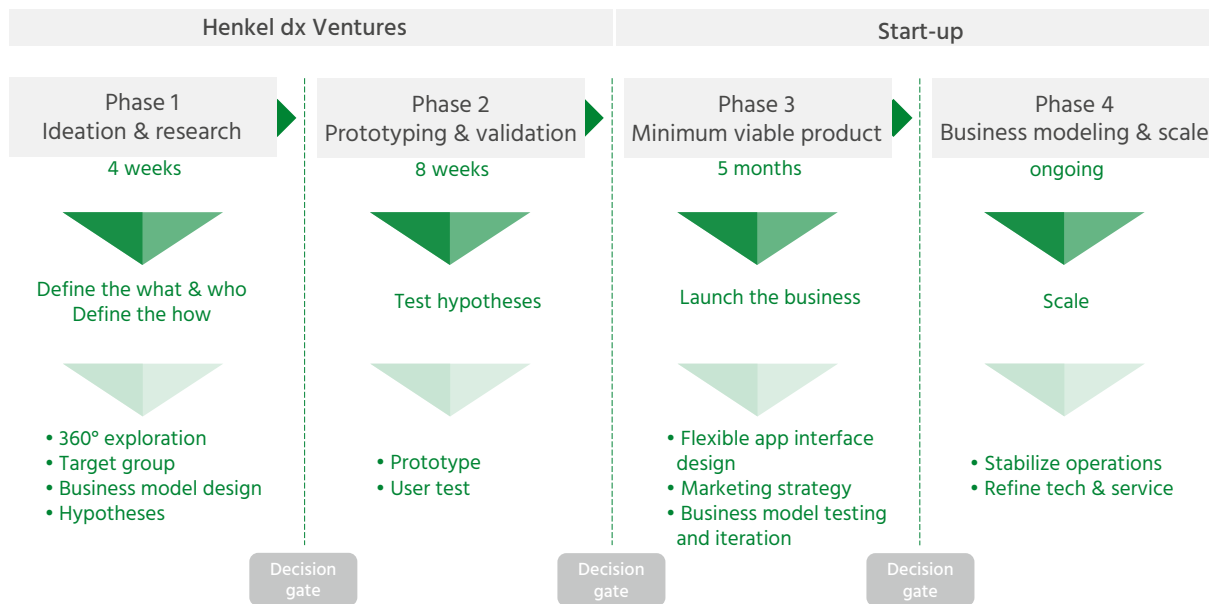 Henkel dx Ventures
Start-up
Phase 1
Ideation & research
4 weeks
Define the what & who
Define the how
• 360° exploration
• Target group
• Business model design
• Hypotheses
Phase 2
Prototyping & validation
8 weeks
Test hypotheses
• Prototype
• User test
Phase 3
Minimum viable product
5 months
Launch the business
• Flexible app interface
design
• Marketing strategy
• Business model testing
and iteration
Phase 4
Business modeling & scale
ongoing
Scale
• Stabilize operations
• Refine tech & service
Decision
gate
Decision
gate
Decision
gate